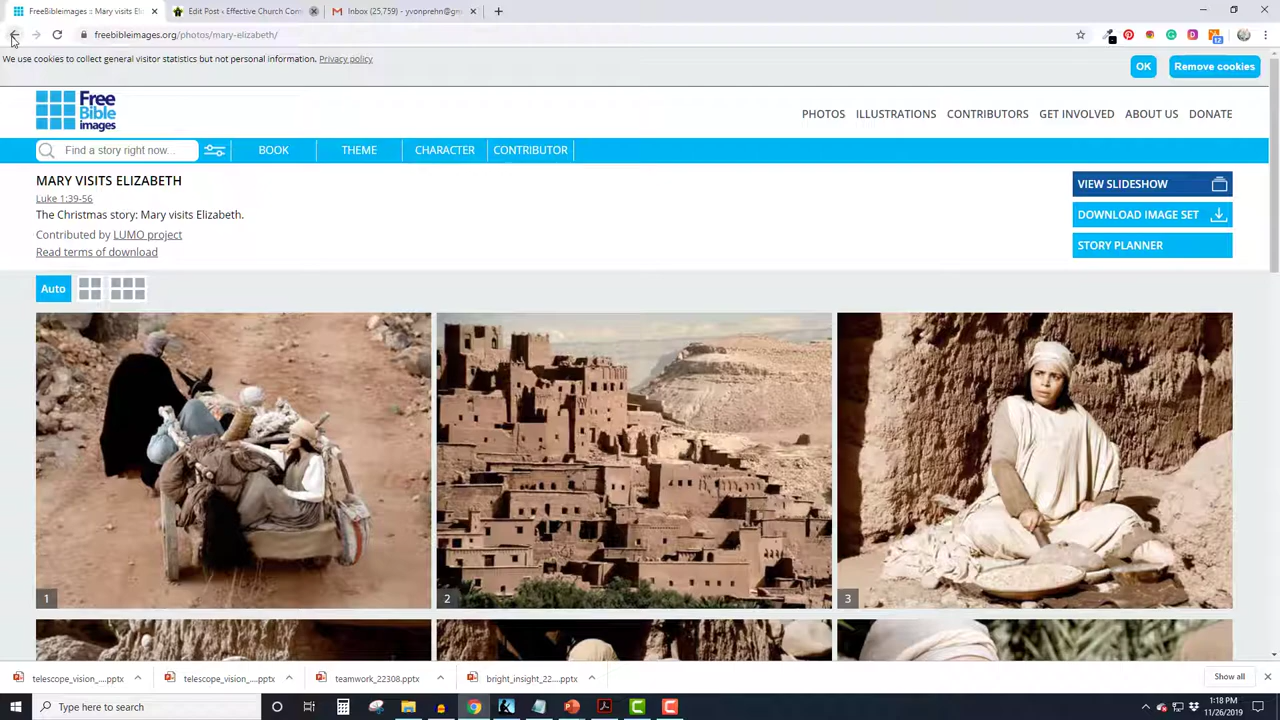 FreeBibleimages :: Mary visits Eli
Edit Post ‹ Effective Church Com
Inbox (25,759) - yvonprehn@gm
freebibleimages.org/photos/mary-elizabeth/
12
We use cookies to collect general visitor statistics but not personal information. Privacy policy
OK
Remove cookies
Free
Bible
images
PHOTOS
ILLUSTRATIONS
CONTRIBUTORS
GET INVOLVED
ABOUT US
DONATE
Find a story right now...
BOOK
THEME
CHARACTER
CONTRIBUTOR
MARY VISITS ELIZABETH
Luke 1:39-56
The Christmas story: Mary visits Elizabeth.
Contributed by LUMO project
Read terms of download
VIEW SLIDESHOW
DOWNLOAD IMAGE SET
STORY PLANNER
Auto
1
2
3
telescope_vision_....pptx
telescope_vision_....pptx
teamwork_22308.pptx
bright_insight_22....pptx
Show all
Type here to search
1:18 PM
11/26/2019